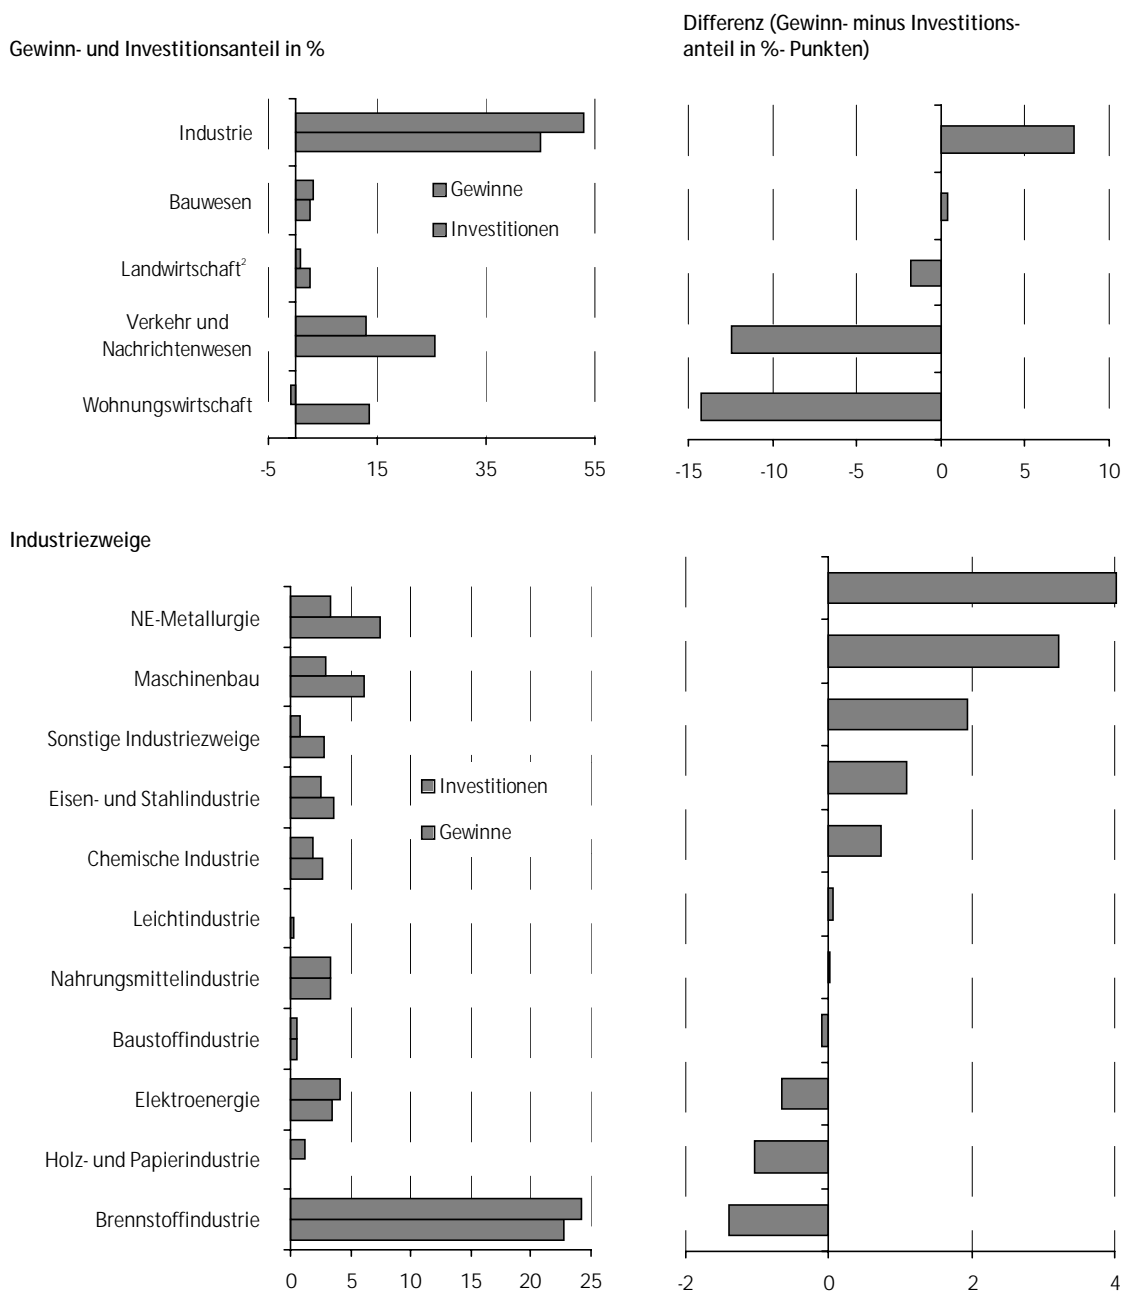 Gewinn- und Investitionsanteil in %
Differenz (Gewinn- minus Investitions-
anteil in %- Punkten)
Industrie
Bauwesen
Landwirtschaft²
Verkehr und
Nachrichtenwesen
Wohnungswirtschaft
Gewinne
Investitionen
-5 15 35 55
-15 -10 -5 0 5 10
Industriezweige
NE-Metallurgie
Maschinenbau
Sonstige Industriezweige
Eisen- und Stahlindustrie
Chemische Industrie
Leichtindustrie
Nahrungsmittelindustrie
Baustoffindustrie
Elektroenergie
Holz- und Papierindustrie
Brennstoffindustrie
Investitionen
Gewinne
0 5 10 15 20 25
-2 0 2 4